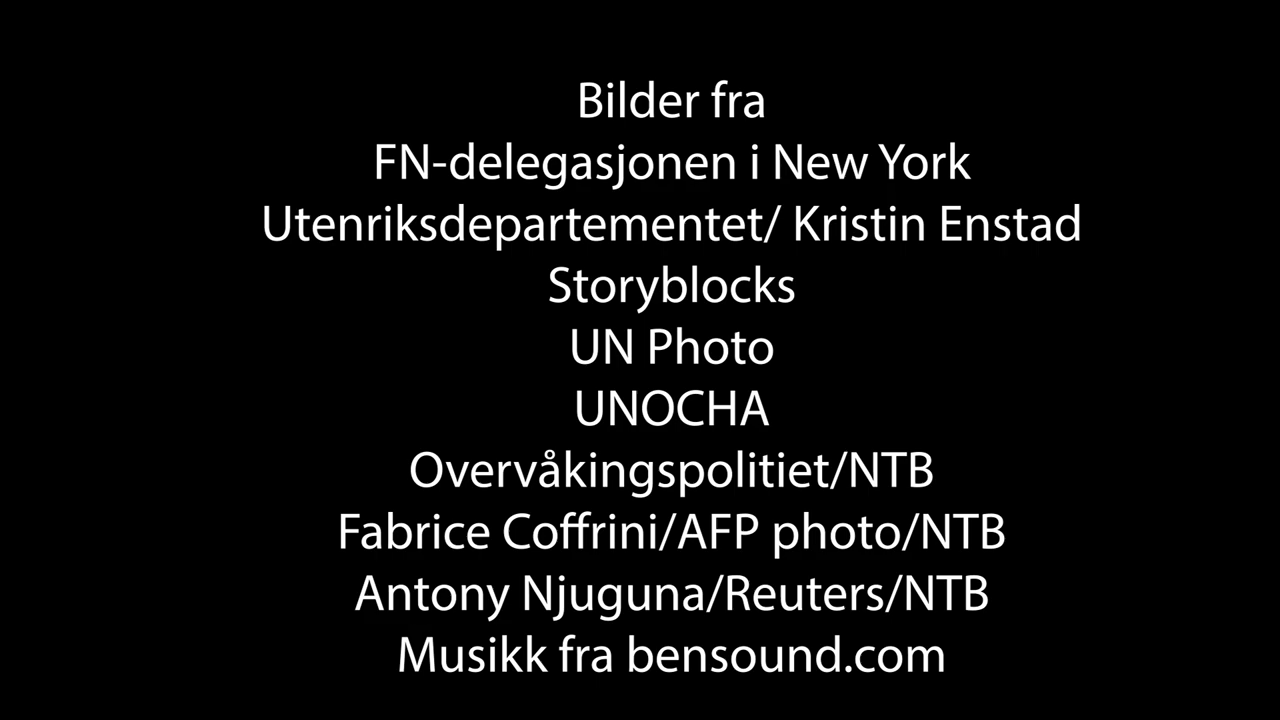 Bilder fra
FN-delegasjonen i New York
Utenriksdepartementet/ Kristin Enstad
Storyblocks
UN Photo
UNOCHA
Overvåkingspolitiet/NTB
Fabrice Coffrini/AFP photo/NTB
Antony Njuguna/Reuters/NTB
Musikk fra bensound.com